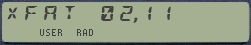 XFAT 02,11
USER RAD